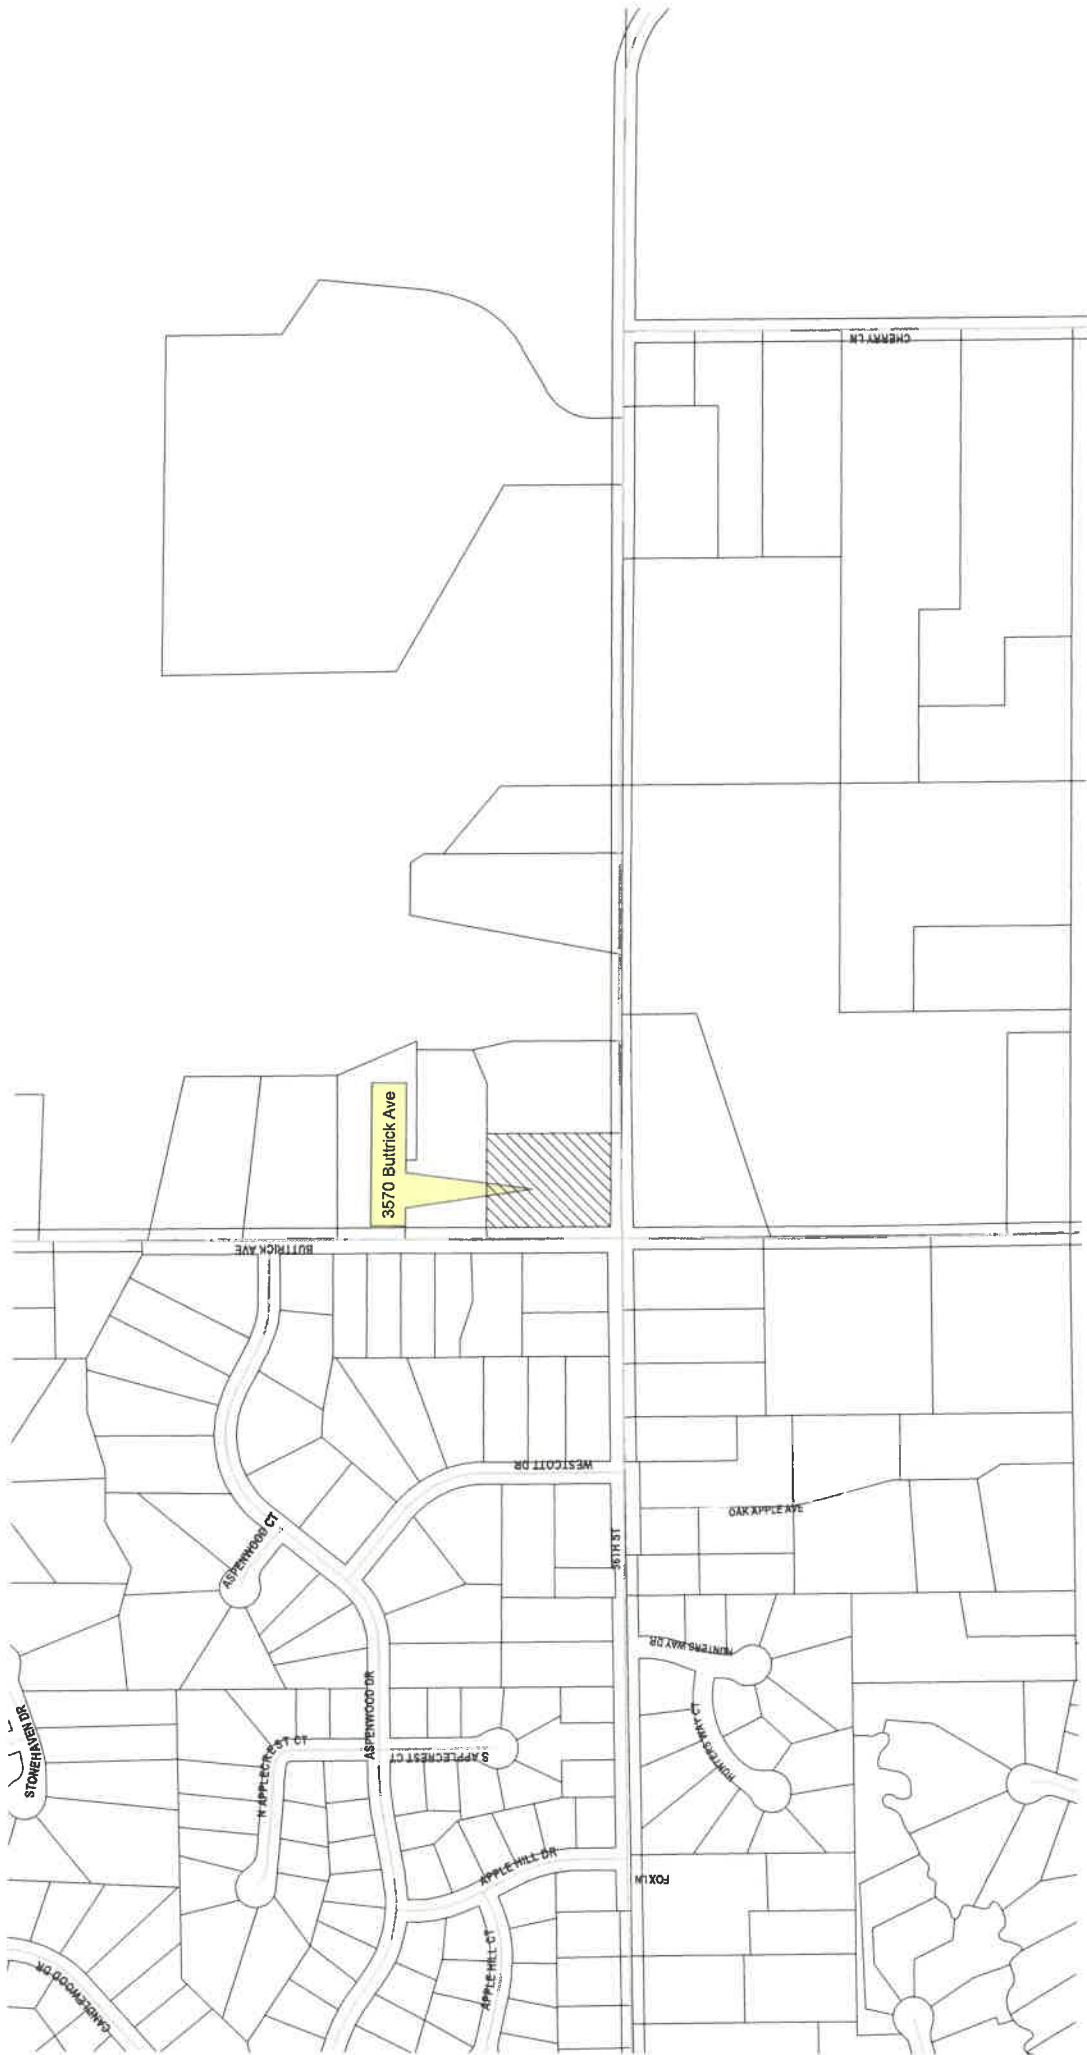 CHERRY LN
3570 Buttrick Ave
BUTTRICK AVE
WESTCOTT DR
OAK APPLE AVE
ASPENWOOD CT
36TH ST
HUNTERS WAY DR
STONEHAVEN DR
ASPENWOOD DR
N APPLECREST CT
S APPLECREST CT
HUNTERS WAY CT
APPLE HILL DR
FOX LN
APPLE HILL CT
CANDLEWOOD DR